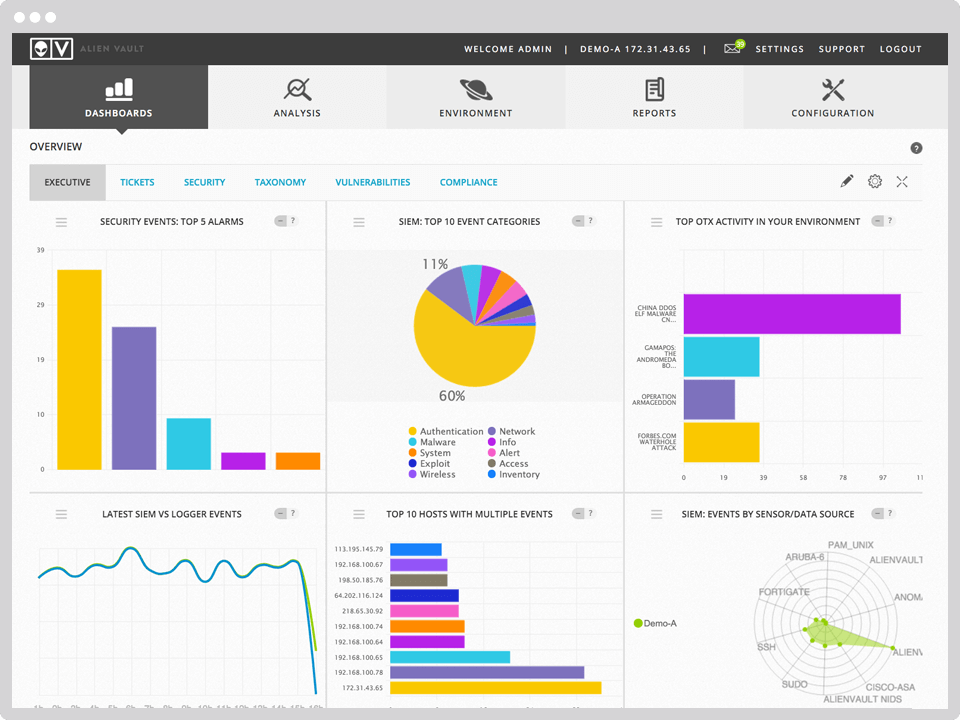 V ALIEN VAULT
WELCOME ADMIN | DEMO-A 172.31.43.65 | 35 SETTINGS SUPPORT LOGOUT
DASHBOARDS ANALYSIS ENVIRONMENT REPORTS CONFIGURATION
OVERVIEW ?
EXECUTIVE TICKETS SECURITY TAXONOMY VULNERABILITIES COMPLIANCE
SECURITY EVENTS: TOP 5 ALARMS – ?
39
29
19
10
0
SIEM: TOP 10 EVENT CATEGORIES – ?
11%
60%
Authentication Network
Malware Info
System Alert
Exploit Access
Wireless Inventory
TOP OTX ACTIVITY IN YOUR ENVIRONMENT – ?
CHINA DDOS
ELF MALWARE
CN...
GAMAPOS:
THE
ANDROMEDA
BO...
OPERATION
ARMAGEDDON
FORBES.COM
WATERHOLE
ATTACK
0 19 39 58 78 97 11
LATEST SIEM VS LOGGER EVENTS – ?
TOP 10 HOSTS WITH MULTIPLE EVENTS – ?
113.195.145.79
192.168.100.67
198.50.185.76
64.202.116.124
218.65.30.92
192.168.100.74
192.168.100.64
192.168.100.65
192.168.100.78
172.31.43.65
SIEM: EVENTS BY SENSOR/DATA SOURCE – ?
Demo-A
PAM_UNIX
ARUBA-6 ALIENVAULT
FORTIGATE ANOM
SSH ALIENV
SUDO CISCO-ASA
ALIENVAULT NIDS